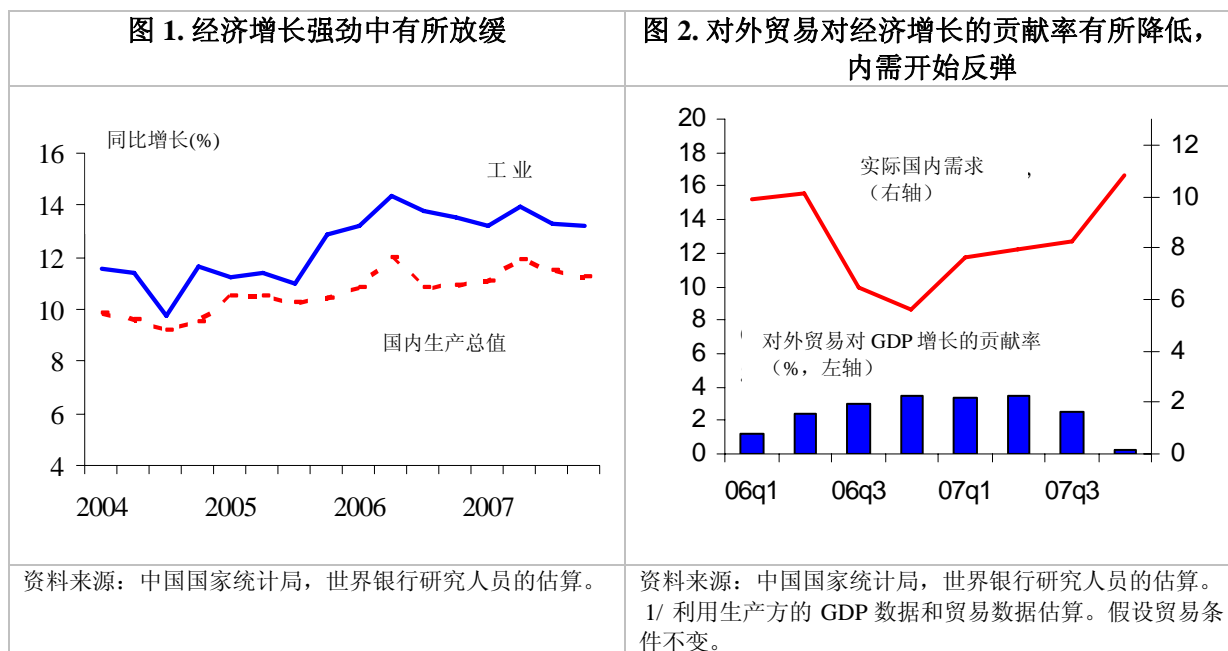 图 1. 经济增长强劲中有所放缓
同比增长(%)
工 业
国内生产总值
16
14
12
10
8
6
4
2004 2005 2006 2007
资料来源：中国国家统计局，世界银行研究人员的估算。
图 2. 对外贸易对经济增长的贡献率有所降低，
内需开始反弹
实际国内需求 ，
（右轴）
对外贸易对 GDP 增长的贡献率
（%，左轴）
20
18
16
14
12
10
8
6
4
2
0
12
10
8
6
4
2
0
06q1 06q3 07q1 07q3
资料来源：中国国家统计局，世界银行研究人员的估算。
1/ 利用生产方的 GDP 数据和贸易数据估算。假设贸易条
件不变。